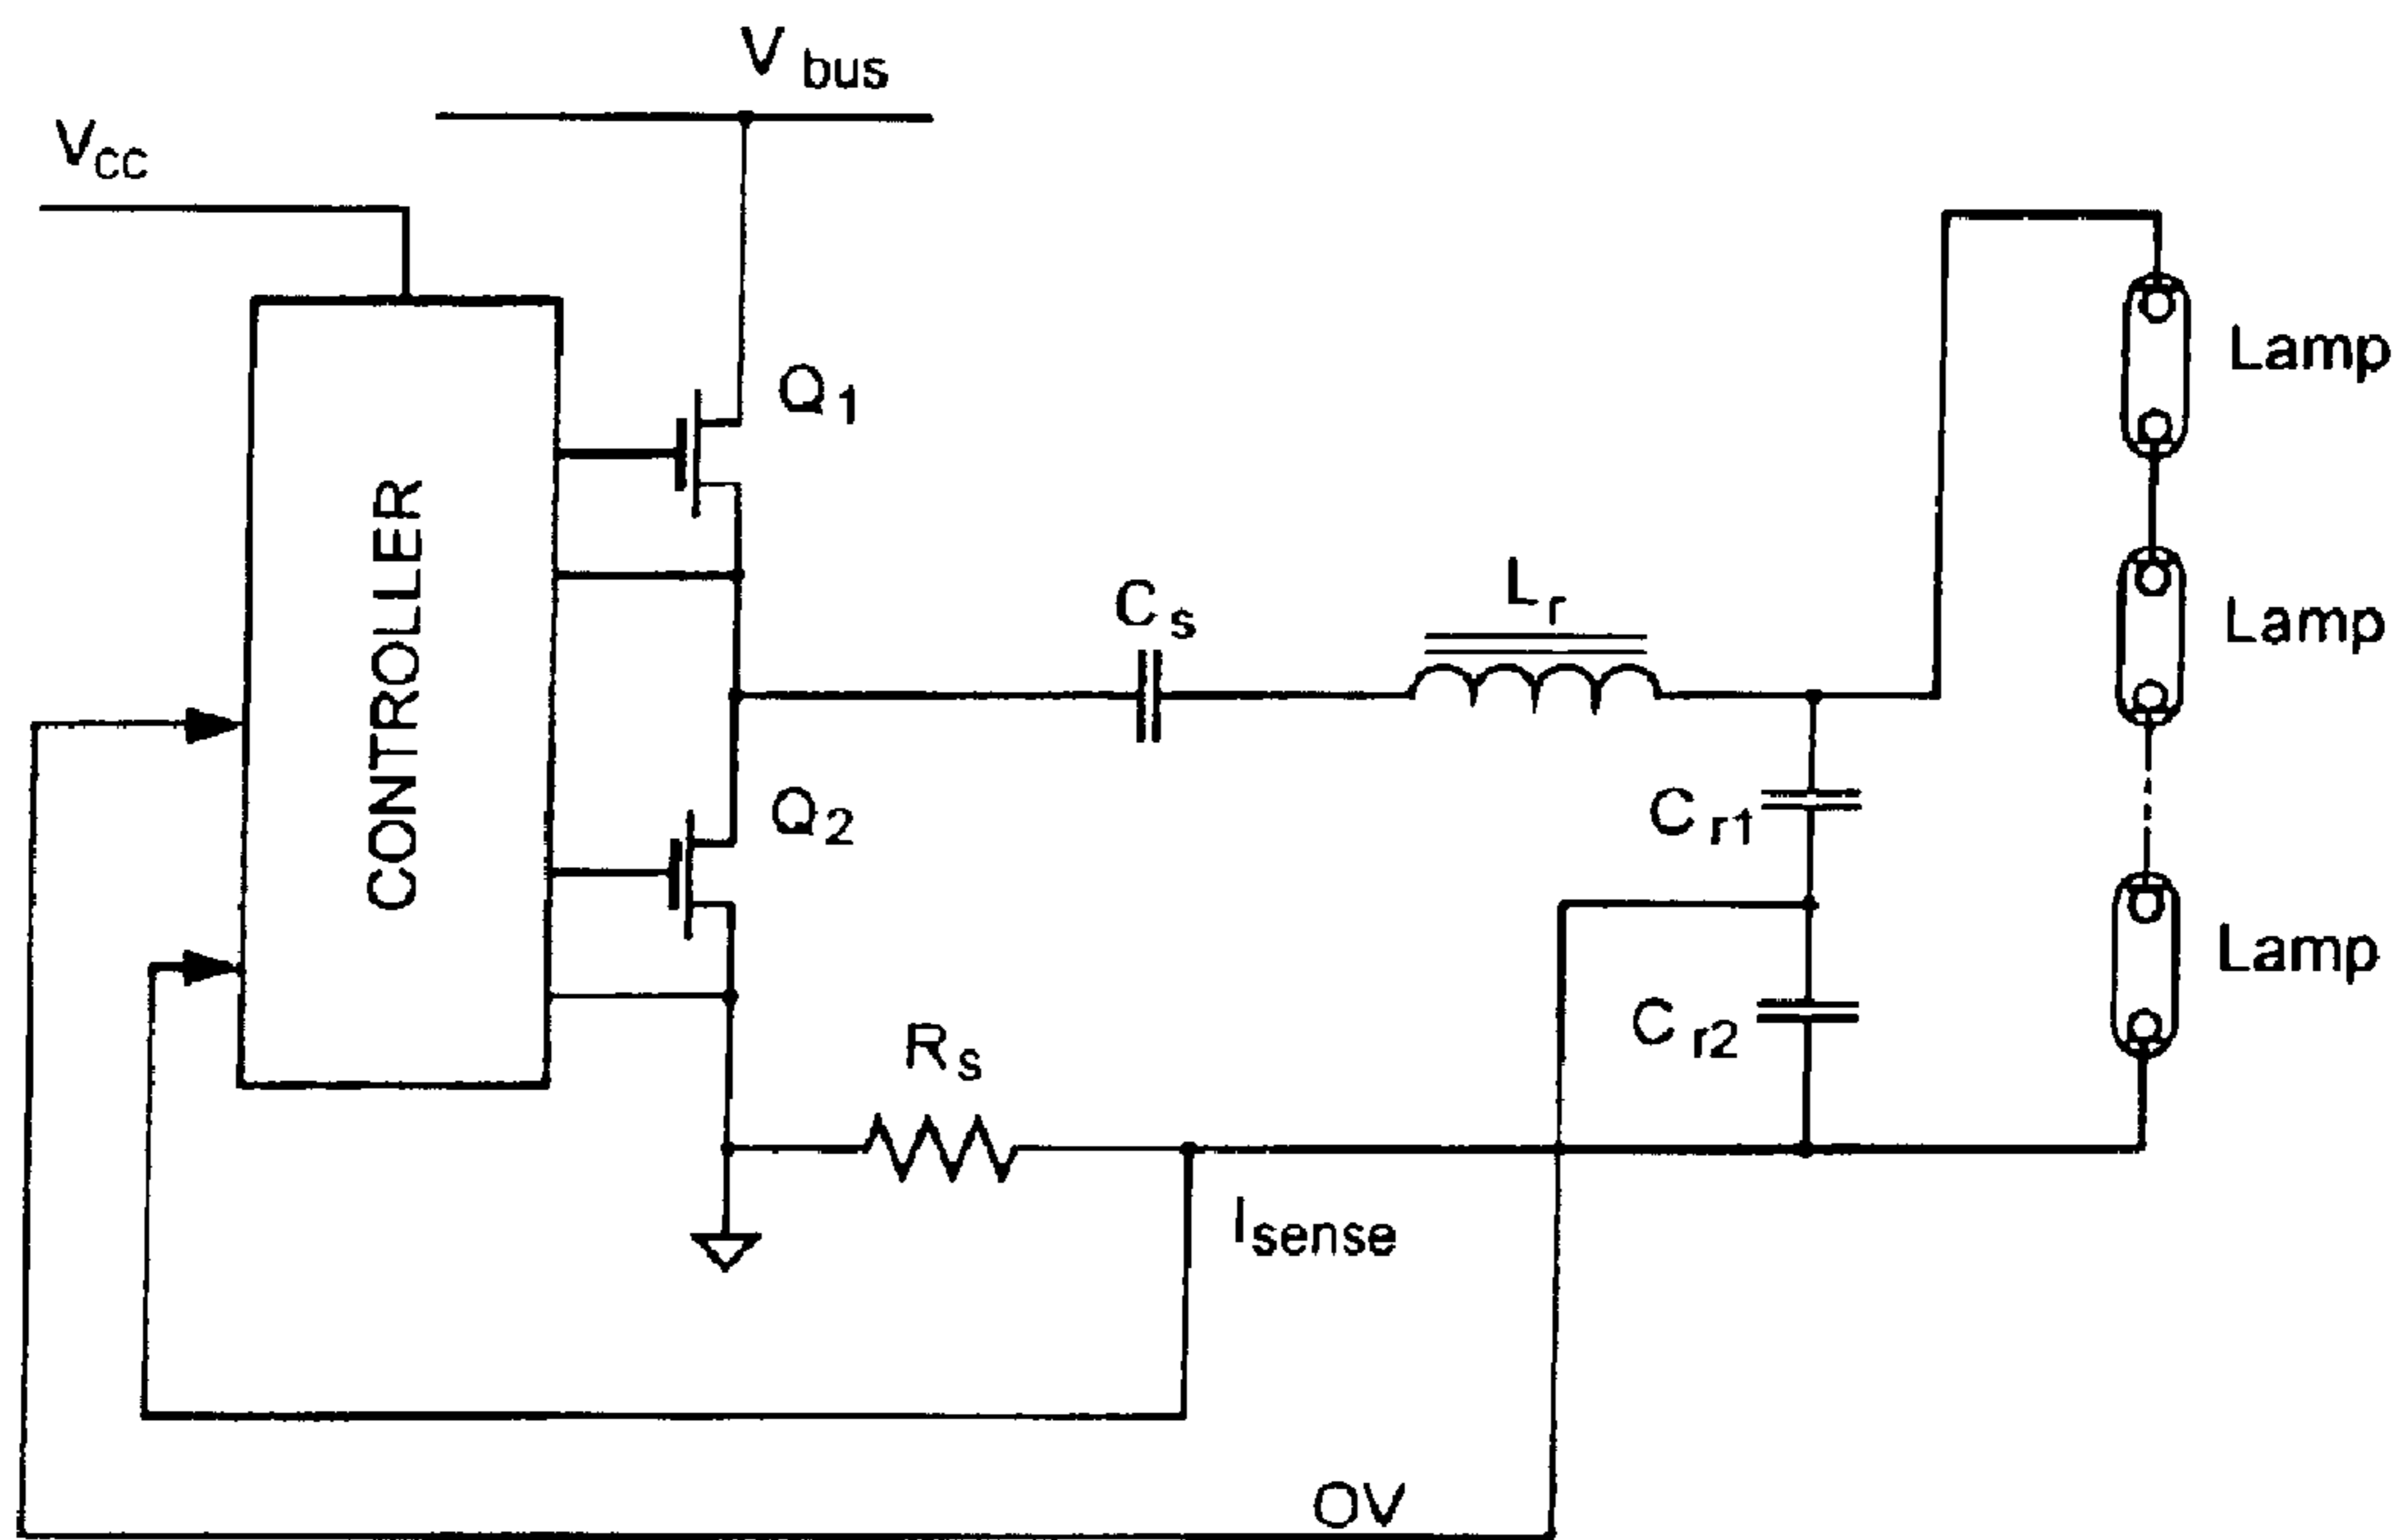 V bus
VCC
Q1
Lamp
CONTROLLER
Cs
Lr
Lamp
Q2
Cr1
Lamp
Cr2
Rs
Isense
OV